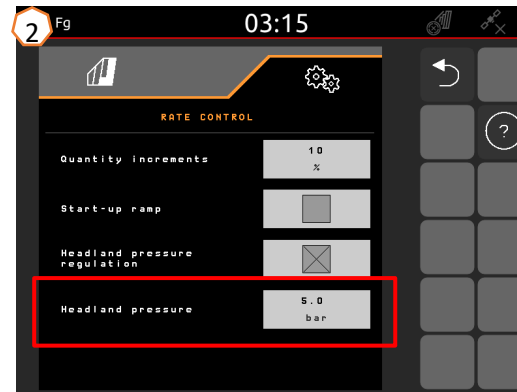 2
Fg
03:15
RATE CONTROL
Quantity increments
10
%
Start-up ramp
Headland pressure
regulation
Headland pressure
5.0
bar
?